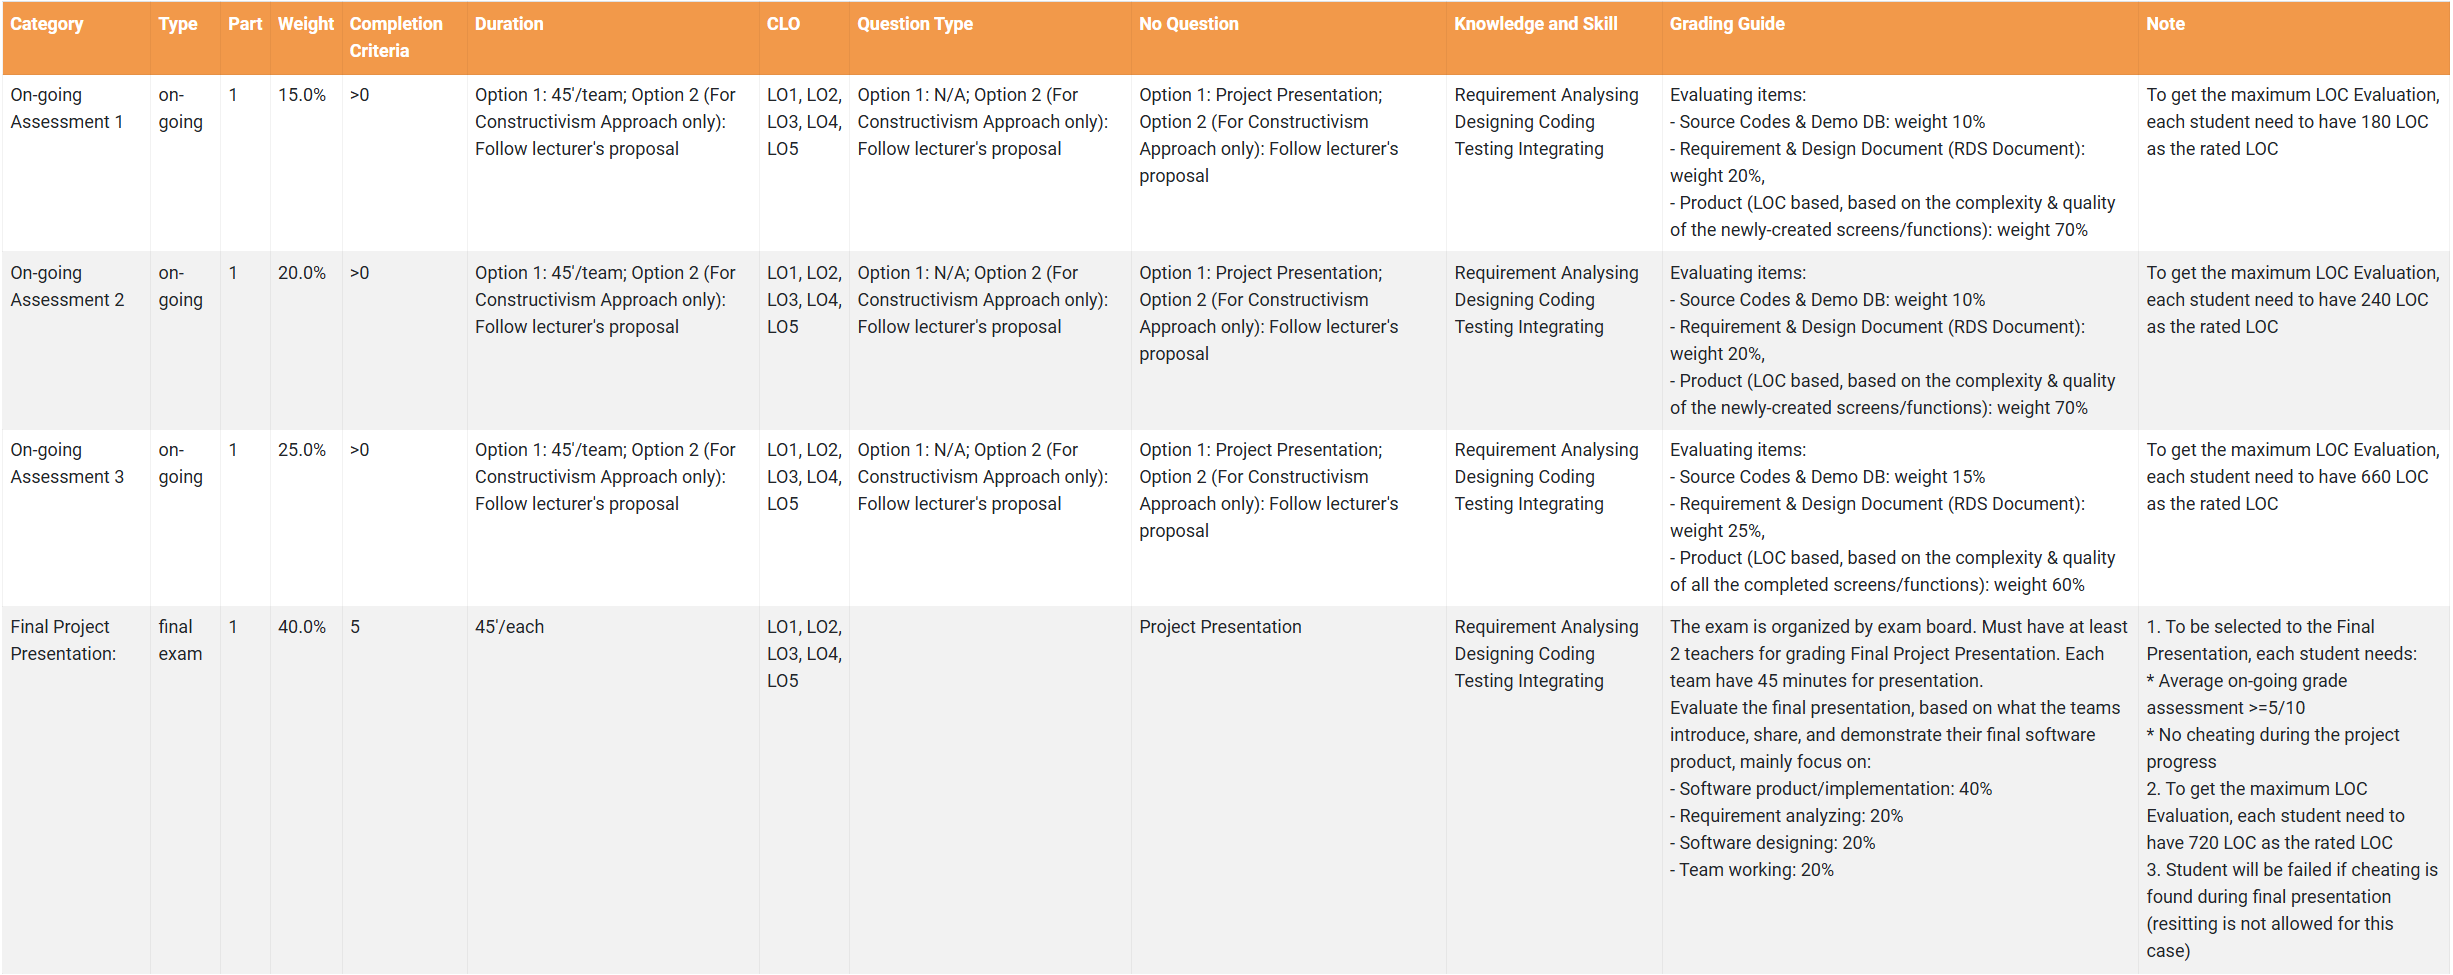 Category
Type
Part
Weight
Completion
Criteria
Duration
CLO
Question Type
No Question
Knowledge and Skill
Grading Guide
Note
On-going
Assessment 1
on-
going
1
15.0%
>0
Option 1: 45'/team; Option 2 (For
Constructivism Approach only):
Follow lecturer's proposal
LO1, LO2,
LO3, LO4,
LO5
Option 1: N/A; Option 2 (For
Constructivism Approach only):
Follow lecturer's proposal
Option 1: Project Presentation;
Option 2 (For Constructivism
Approach only): Follow lecturer's
proposal
Requirement Analysing
Designing Coding
Testing Integrating
Evaluating items:
- Source Codes & Demo DB: weight 10%
- Requirement & Design Document (RDS Document):
weight 20%,
- Product (LOC based, based on the complexity & quality
of the newly-created screens/functions): weight 70%
To get the maximum LOC Evaluation,
each student need to have 180 LOC
as the rated LOC
On-going
Assessment 2
on-
going
1
20.0%
>0
Option 1: 45'/team; Option 2 (For
Constructivism Approach only):
Follow lecturer's proposal
LO1, LO2,
LO3, LO4,
LO5
Option 1: N/A; Option 2 (For
Constructivism Approach only):
Follow lecturer's proposal
Option 1: Project Presentation;
Option 2 (For Constructivism
Approach only): Follow lecturer's
proposal
Requirement Analysing
Designing Coding
Testing Integrating
Evaluating items:
- Source Codes & Demo DB: weight 10%
- Requirement & Design Document (RDS Document):
weight 20%,
- Product (LOC based, based on the complexity & quality
of the newly-created screens/functions): weight 70%
To get the maximum LOC Evaluation,
each student need to have 240 LOC
as the rated LOC
On-going
Assessment 3
on-
going
1
25.0%
>0
Option 1: 45'/team; Option 2 (For
Constructivism Approach only):
Follow lecturer's proposal
LO1, LO2,
LO3, LO4,
LO5
Option 1: N/A; Option 2 (For
Constructivism Approach only):
Follow lecturer's proposal
Option 1: Project Presentation;
Option 2 (For Constructivism
Approach only): Follow lecturer's
proposal
Requirement Analysing
Designing Coding
Testing Integrating
Evaluating items:
- Source Codes & Demo DB: weight 15%
- Requirement & Design Document (RDS Document):
weight 25%,
- Product (LOC based, based on the complexity & quality
of all the completed screens/functions): weight 60%
To get the maximum LOC Evaluation,
each student need to have 660 LOC
as the rated LOC
Final Project
Presentation:
final
exam
1
40.0%
5
45'/each
LO1, LO2,
LO3, LO4,
LO5
Project Presentation
Requirement Analysing
Designing Coding
Testing Integrating
The exam is organized by exam board. Must have at least
2 teachers for grading Final Project Presentation. Each
team have 45 minutes for presentation.
Evaluate the final presentation, based on what the teams
introduce, share, and demonstrate their final software
product, mainly focus on:
- Software product/implementation: 40%
- Requirement analyzing: 20%
- Software designing: 20%
- Team working: 20%
1. To be selected to the Final
Presentation, each student needs:
* Average on-going grade
assessment >=5/10
* No cheating during the project
progress
2. To get the maximum LOC
Evaluation, each student need to
have 720 LOC as the rated LOC
3. Student will be failed if cheating is
found during final presentation
(resitting is not allowed for this
case)